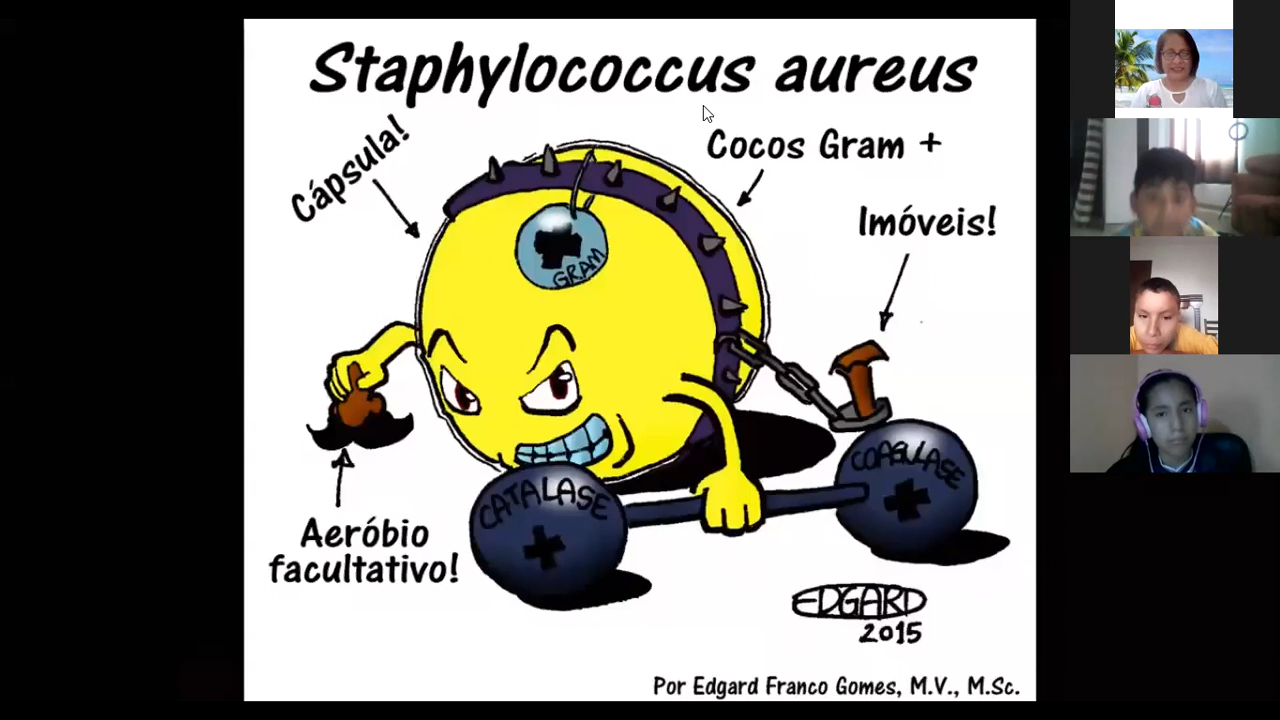 Staphylococcus aureus
Cápsula!
Cocos Gram +
Imóveis!
GRAM
Aeróbio
facultativo!
CATALASE
COAGULASE
EDGARD
2015
Por Edgard Franco Gomes, M.V., M.Sc.